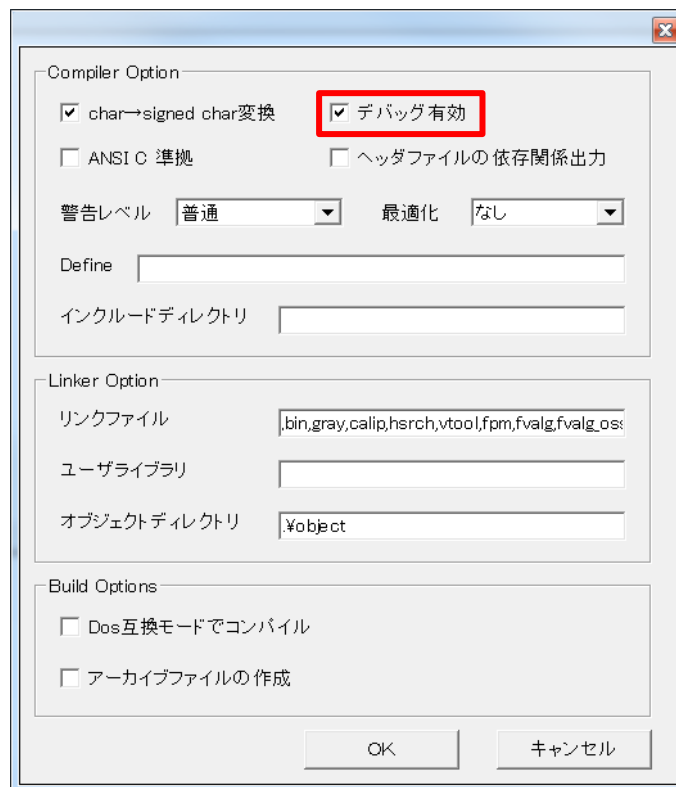 Compiler Option
char→signed char変換 デバッグ有効
ANSI C 準拠 ヘッダファイルの依存関係出力
警告レベル 普通 最適化 なし
Define
インクルードディレクトリ
Linker Option
リンクファイル ,bin,gray,calip,hsrch,vtool,fpm,fvalg,fvalg_oss
ユーザライブラリ
オブジェクトディレクトリ .¥object
Build Options
Dos互換モードでコンパイル
アーカイブファイルの作成
OK キャンセル